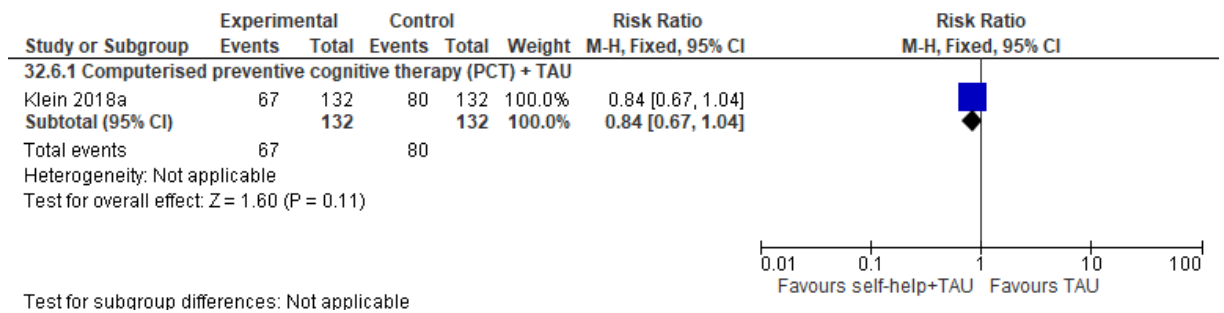 Experimental Control Risk Ratio Risk Ratio
Study or Subgroup Events Total Events Total Weight M-H, Fixed, 95% CI M-H, Fixed, 95% CI
32.6.1 Computerised preventive cognitive therapy (PCT) + TAU
Klein 2018a 67 132 80 132 100.0% 0.84 [0.67, 1.04]
Subtotal (95% CI) 132 132 100.0% 0.84 [0.67, 1.04]
Total events 67 80
Heterogeneity: Not applicable
Test for overall effect: Z = 1.60 (P = 0.11)
0.01 0.1 1 10 100
Favours self-help+TAU Favours TAU
Test for subgroup differences: Not applicable